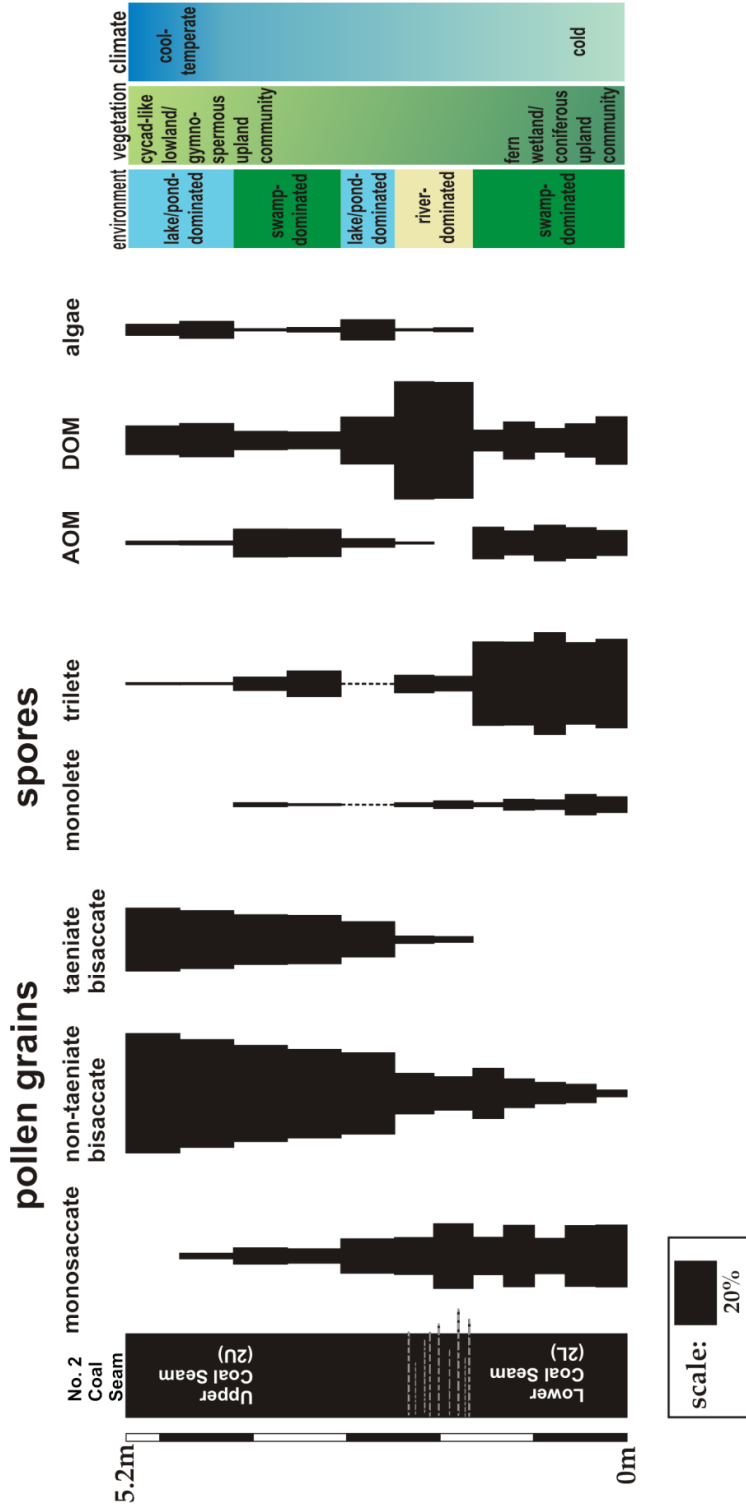 pollen grains
spores
No. 2
Coal
Seam
monosaccate
non-taeniate
bisaccate
taeniate
bisaccate
monolete
trilete
AOM
DOM
algae
environment
vegetation
climate
5.2m
0m
Upper
Coal Seam
(2U)
Lower
Coal Seam
(2L)
lake/pond-
dominated
swamp-
dominated
lake/pond-
dominated
river-
dominated
swamp-
dominated
cycad-like
lowland/
gymno-
spermous
upland
community
fern
wetland/
coniferous
upland
community
cool-
temperate
cold
scale:
20%